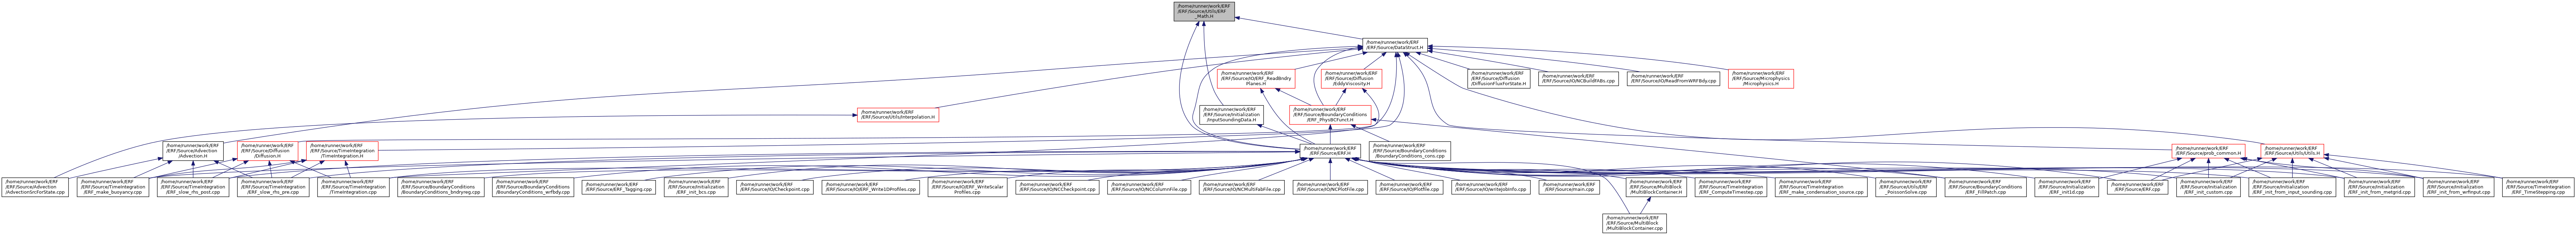 /home/runner/work/ERF
/ERF/Source/Utils/ERF
_Math.H
/home/runner/work/ERF
/ERF/Source/DataStruct.H
/home/runner/work/ERF
/ERF/Source/IO/ERF_ReadBndry
Planes.H
/home/runner/work/ERF
/ERF/Source/Diffusion
/EddyViscosity.H
/home/runner/work/ERF
/ERF/Source/Diffusion
/DiffusionFluxForState.H
/home/runner/work/ERF
/ERF/Source/IO/NCBuildFABs.cpp
/home/runner/work/ERF
/ERF/Source/IO/ReadFromWRFBdy.cpp
/home/runner/work/ERF
/ERF/Source/Microphysics
/Microphysics.H
/home/runner/work/ERF
/ERF/Source/Utils/Interpolation.H
/home/runner/work/ERF
/ERF/Source/Initialization
/InputSoundingData.H
/home/runner/work/ERF
/ERF/Source/BoundaryConditions
/ERF_PhysBCFunct.H
/home/runner/work/ERF
/ERF/Source/Advection
/Advection.H
/home/runner/work/ERF
/ERF/Source/Diffusion
/Diffusion.H
/home/runner/work/ERF
/ERF/Source/TimeIntegration
/TimeIntegration.H
/home/runner/work/ERF
/ERF/Source/ERF.H
/home/runner/work/ERF
/ERF/Source/BoundaryConditions
/BoundaryConditions_cons.cpp
/home/runner/work/ERF
/ERF/Source/prob_common.H
/home/runner/work/ERF
/ERF/Source/Utils/Utils.H
/home/runner/work/ERF
/ERF/Source/Advection
/AdvectionSrcForState.cpp
/home/runner/work/ERF
/ERF/Source/TimeIntegration
/ERF_make_buoyancy.cpp
/home/runner/work/ERF
/ERF/Source/TimeIntegration
/ERF_slow_rhs_post.cpp
/home/runner/work/ERF
/ERF/Source/TimeIntegration
/ERF_slow_rhs_pre.cpp
/home/runner/work/ERF
/ERF/Source/TimeIntegration
/TimeIntegration.cpp
/home/runner/work/ERF
/ERF/Source/BoundaryConditions
/BoundaryConditions_bndryreg.cpp
/home/runner/work/ERF
/ERF/Source/BoundaryConditions
/BoundaryConditions_wrfbdy.cpp
/home/runner/work/ERF
/ERF/Source/ERF_Tagging.cpp
/home/runner/work/ERF
/ERF/Source/Initialization
/ERF_init_bcs.cpp
/home/runner/work/ERF
/ERF/Source/IO/Checkpoint.cpp
/home/runner/work/ERF
/ERF/Source/IO/ERF_Write1DProfiles.cpp
/home/runner/work/ERF
/ERF/Source/IO/ERF_WriteScalar
Profiles.cpp
/home/runner/work/ERF
/ERF/Source/IO/NCCheckpoint.cpp
/home/runner/work/ERF
/ERF/Source/IO/NCColumnFile.cpp
/home/runner/work/ERF
/ERF/Source/IO/NCMultiFabFile.cpp
/home/runner/work/ERF
/ERF/Source/IO/NCPlotFile.cpp
/home/runner/work/ERF
/ERF/Source/IO/Plotfile.cpp
/home/runner/work/ERF
/ERF/Source/IO/writeJobInfo.cpp
/home/runner/work/ERF
/ERF/Source/main.cpp
/home/runner/work/ERF
/ERF/Source/MultiBlock
/MultiBlockContainer.H
/home/runner/work/ERF
/ERF/Source/TimeIntegration
/ERF_ComputeTimestep.cpp
/home/runner/work/ERF
/ERF/Source/TimeIntegration
/ERF_make_condensation_source.cpp
/home/runner/work/ERF
/ERF/Source/Utils/ERF
_PoissonSolve.cpp
/home/runner/work/ERF
/ERF/Source/BoundaryConditions
/ERF_FillPatch.cpp
/home/runner/work/ERF
/ERF/Source/Initialization
/ERF_init1d.cpp
/home/runner/work/ERF
/ERF/Source/ERF.cpp
/home/runner/work/ERF
/ERF/Source/Initialization
/ERF_init_custom.cpp
/home/runner/work/ERF
/ERF/Source/Initialization
/ERF_init_from_input_sounding.cpp
/home/runner/work/ERF
/ERF/Source/Initialization
/ERF_init_from_metgrid.cpp
/home/runner/work/ERF
/ERF/Source/Initialization
/ERF_init_from_wrfinput.cpp
/home/runner/work/ERF
/ERF/Source/TimeIntegration
/ERF_TimeStepping.cpp
/home/runner/work/ERF
/ERF/Source/MultiBlock
/MultiBlockContainer.cpp